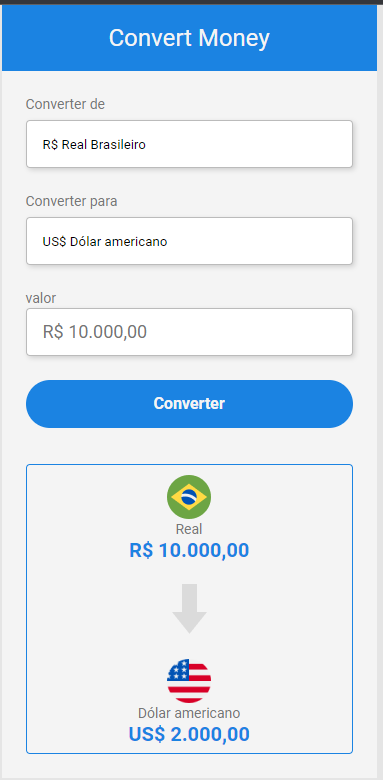 Convert Money
Converter de
R$ Real Brasileiro
Converter para
US$ Dólar americano
valor
R$ 10.000,00
Converter
Real
R$ 10.000,00
Dólar americano
US$ 2.000,00